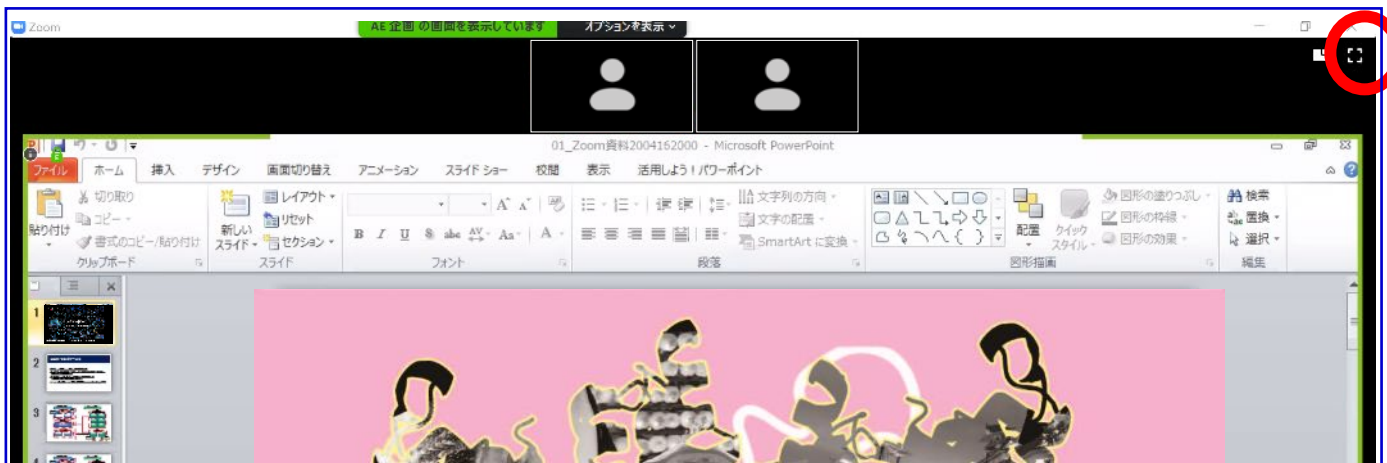 Zoom
AE 企画 の画面を表示しています
オプションを表示
01_Zoom資料2004162000 - Microsoft PowerPoint
ファイル ホーム 挿入 デザイン 画面切り替え アニメーション スライド ショー 校閲 表示 活用しよう！パワーポイント
貼り付け
切り取り
コピー
書式のコピー/貼り付け
クリップボード
新しい
スライド
レイアウト
リセット
セクション
スライド
B I U S abc AV Aa A
フォント
文字列の方向
文字の配置
SmartArt に変換
段落
配置
クイック
スタイル
図形の塗りつぶし
図形の枠線
図形の効果
図形描画
検索
置換
選択
編集
1
2
3